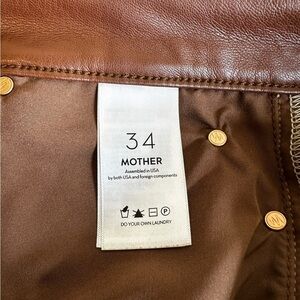 34
MOTHER
Assembled in USA
by both USA and foreign components
P
DO YOUR OWN LAUNDRY